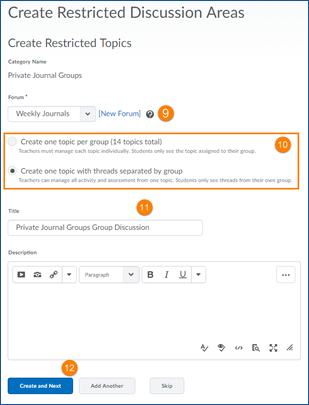 Create Restricted Discussion Areas
Create Restricted Topics
Category Name
Private Journal Groups
Forum *
Weekly Journals [New Forum] ? 9
Create one topic per group (14 topics total) 10
Teachers must manage each topic individually. Students only see the topic assigned to their group.
Create one topic with threads separated by group
Teachers can manage all activity and assessment from one topic. Students only see threads from their own group.
11
Title
Private Journal Groups Group Discussion
Description
Paragraph B I U ...
12
Create and Next Add Another Skip